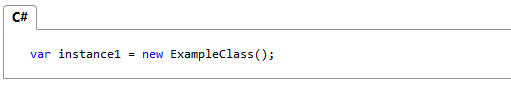 C#
var instance1 = new ExampleClass();